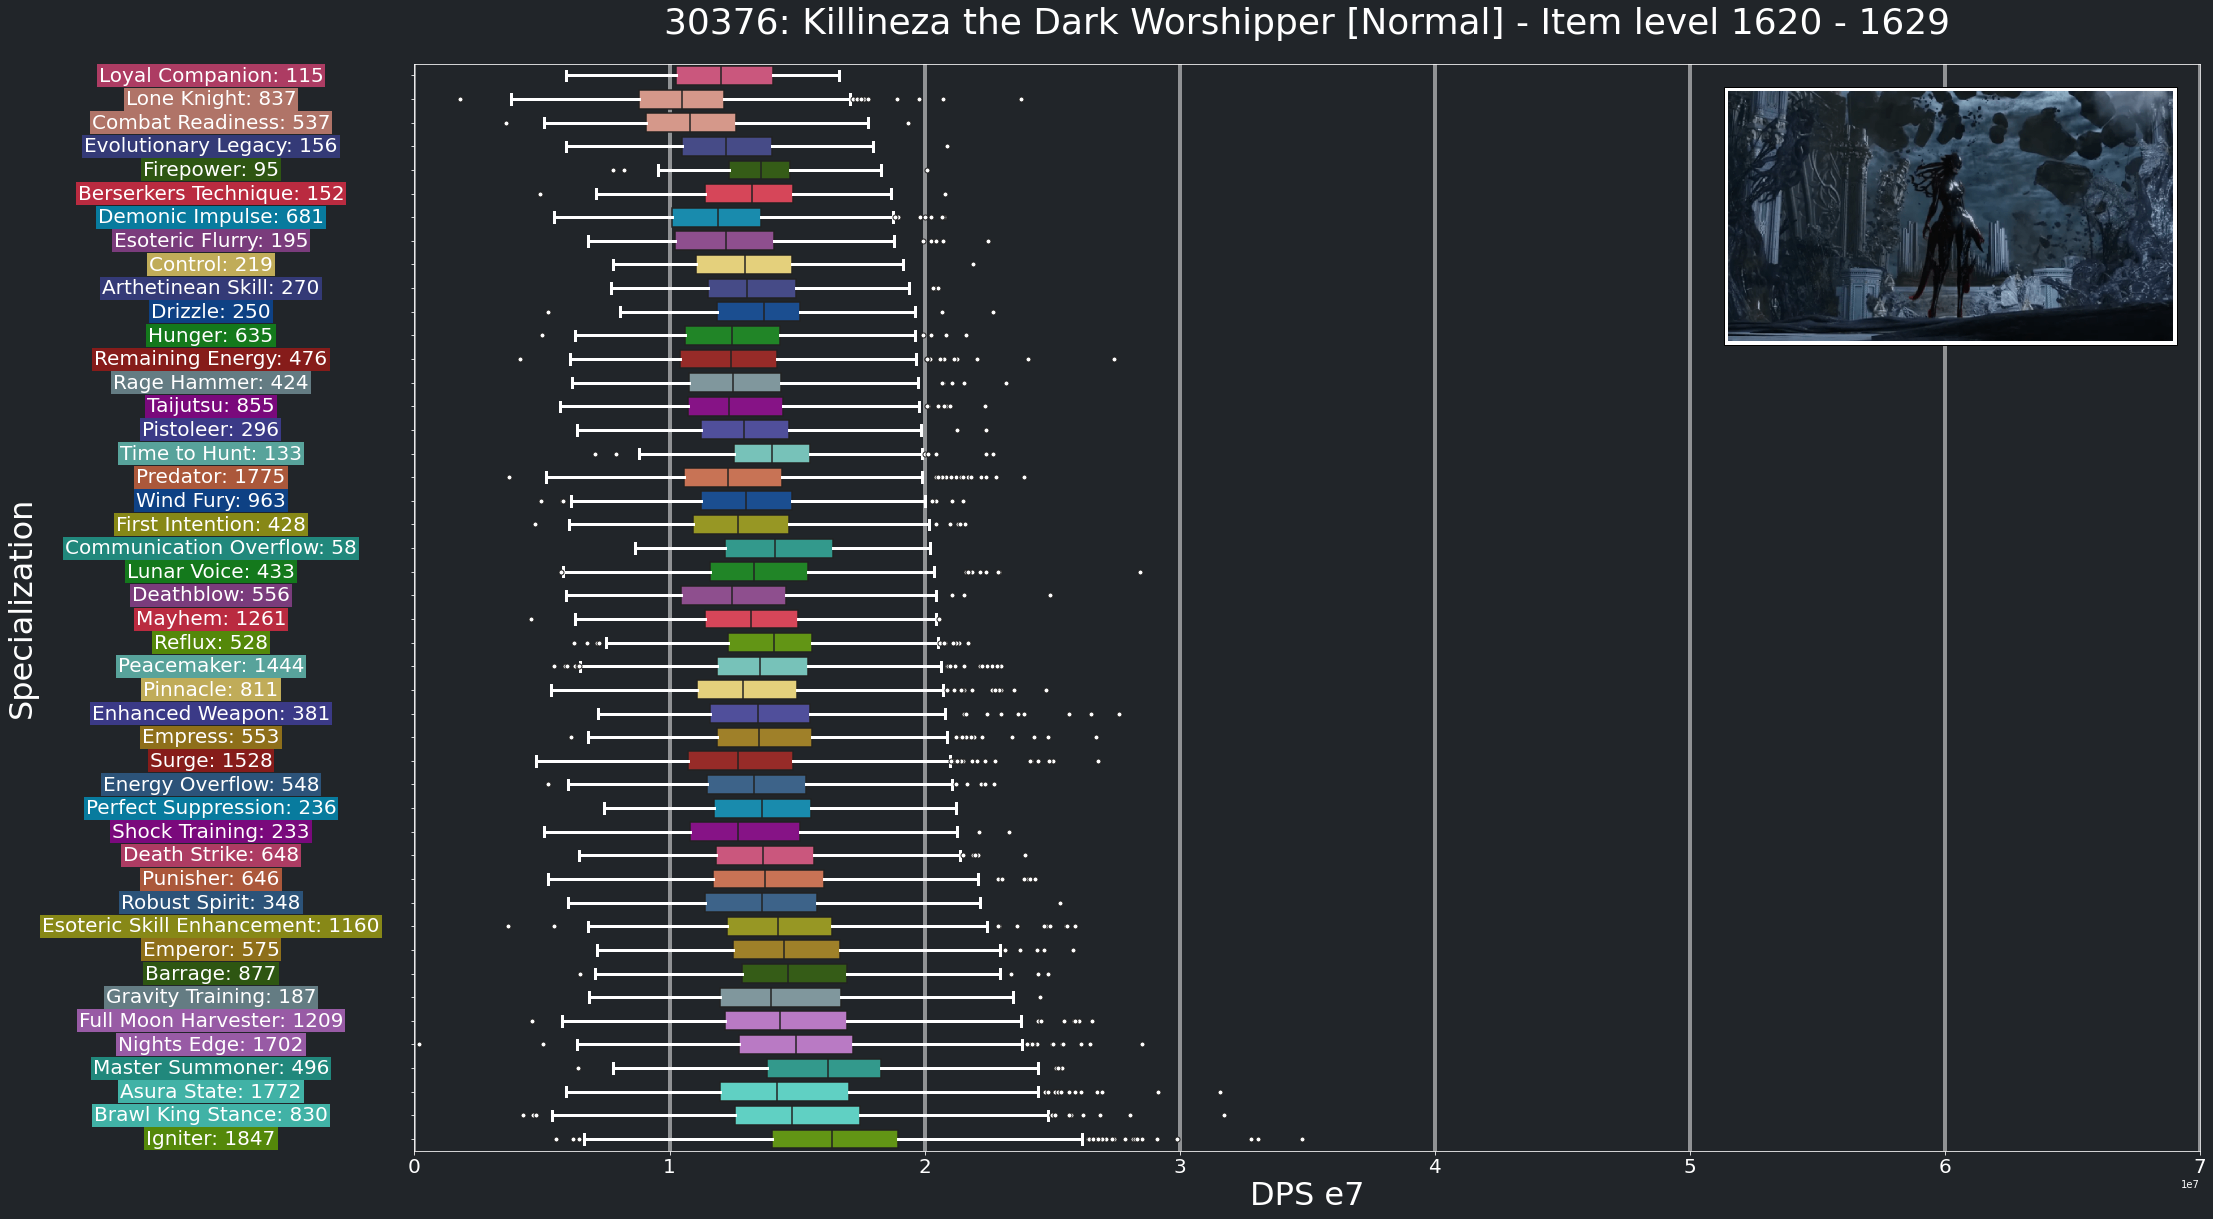 30376: Killineza the Dark Worshipper [Normal] - Item level 1620 - 1629
Specialization
Loyal Companion: 115
Lone Knight: 837
Combat Readiness: 537
Evolutionary Legacy: 156
Firepower: 95
Berserkers Technique: 152
Demonic Impulse: 681
Esoteric Flurry: 195
Control: 219
Arthetinean Skill: 270
Drizzle: 250
Hunger: 635
Remaining Energy: 476
Rage Hammer: 424
Taijutsu: 855
Pistoleer: 296
Time to Hunt: 133
Predator: 1775
Wind Fury: 963
First Intention: 428
Communication Overflow: 58
Lunar Voice: 433
Deathblow: 556
Mayhem: 1261
Reflux: 528
Peacemaker: 1444
Pinnacle: 811
Enhanced Weapon: 381
Empress: 553
Surge: 1528
Energy Overflow: 548
Perfect Suppression: 236
Shock Training: 233
Death Strike: 648
Punisher: 646
Robust Spirit: 348
Esoteric Skill Enhancement: 1160
Emperor: 575
Barrage: 877
Gravity Training: 187
Full Moon Harvester: 1209
Nights Edge: 1702
Master Summoner: 496
Asura State: 1772
Brawl King Stance: 830
Igniter: 1847
0 1 2 3 4 5 6 7
1e7
DPS e7